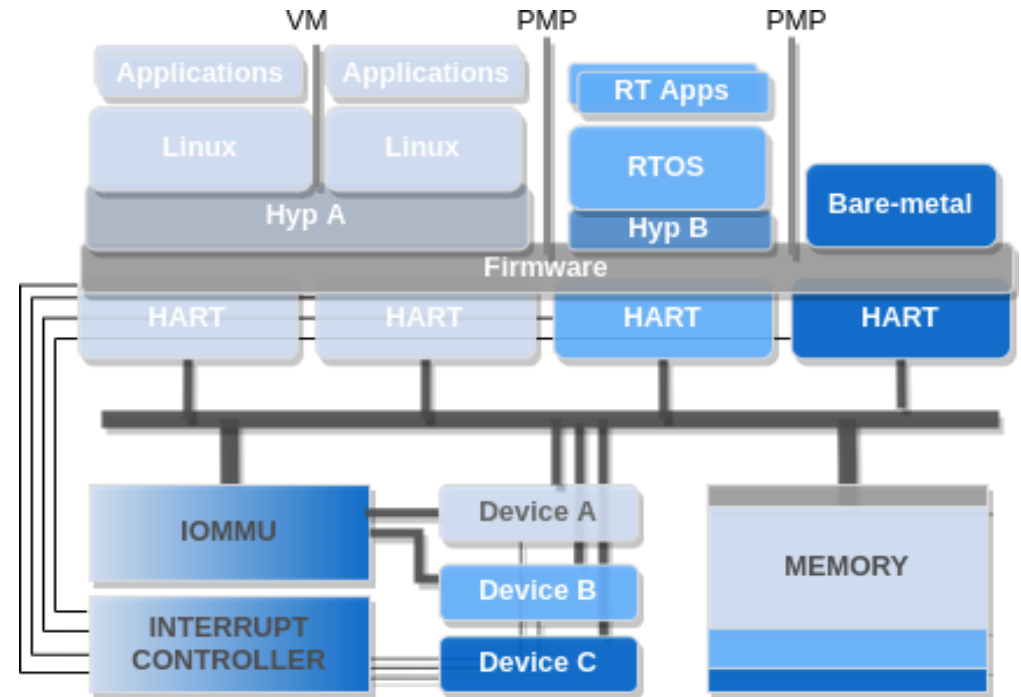 VM PMP PMP
Applications Applications
RT Apps
Linux Linux
RTOS
Bare-metal
Hyp A
Hyp B
Firmware
HART HART HART HART
IOMMU
Device A
MEMORY
Device B
INTERRUPT
CONTROLLER
Device C